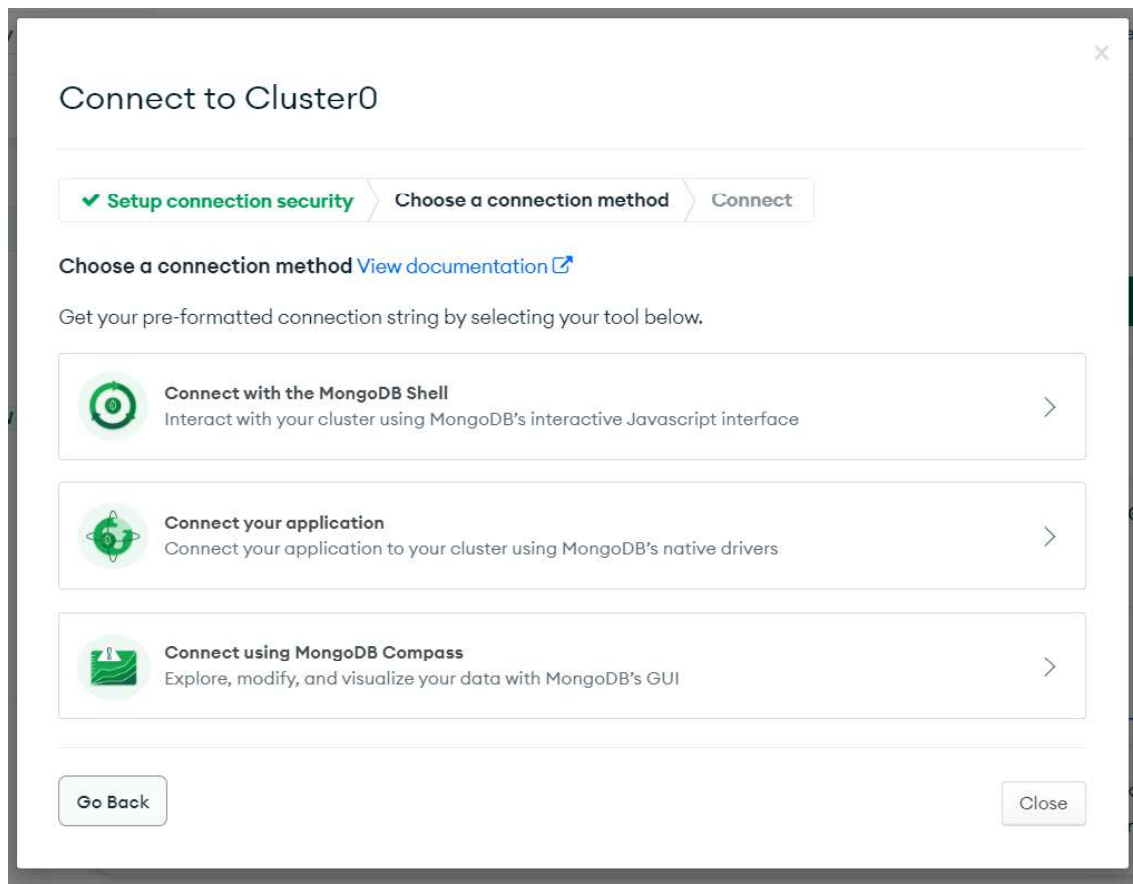 ×
Connect to Cluster0
✔ Setup connection security
Choose a connection method
Connect
Choose a connection method View documentation
Get your pre-formatted connection string by selecting your tool below.
Connect with the MongoDB Shell
Interact with your cluster using MongoDB's interactive Javascript interface
Connect your application
Connect your application to your cluster using MongoDB's native drivers
Connect using MongoDB Compass
Explore, modify, and visualize your data with MongoDB's GUI
Go Back
Close